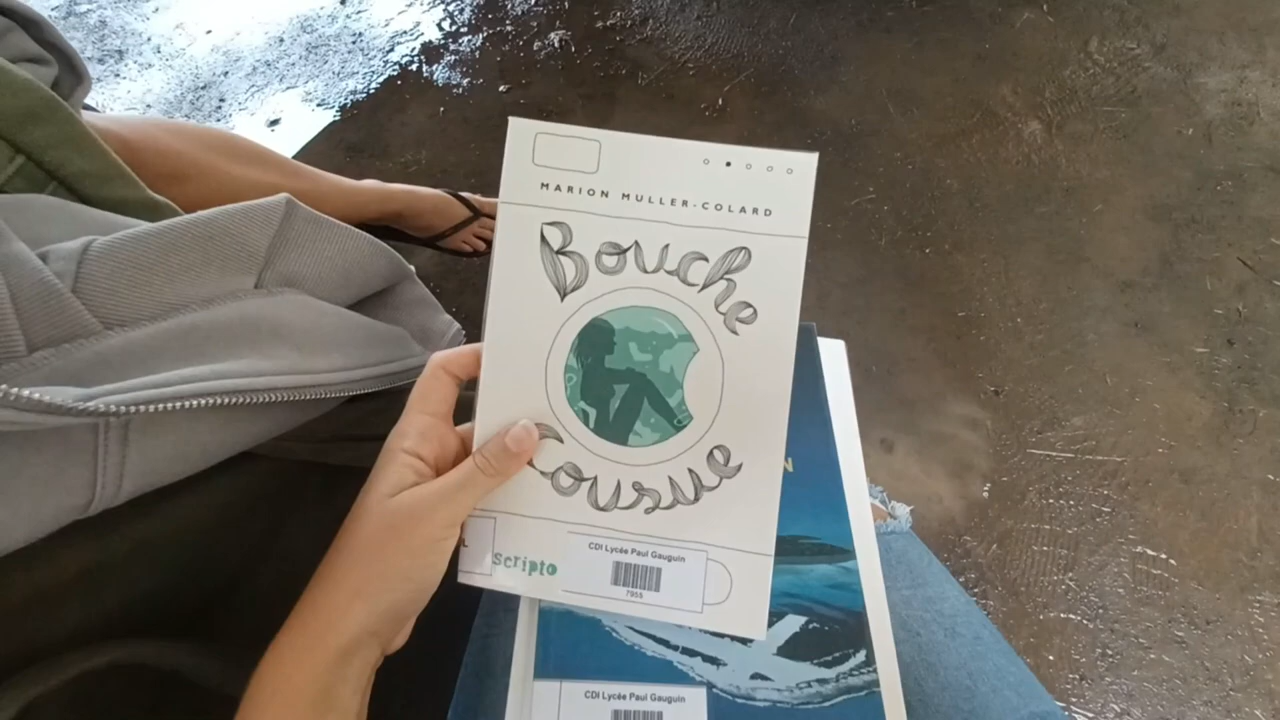 MARION MULLER-COLARD
Bouche
Cousue
L
Scripto
CDI Lycée Paul Gauguin
7955
N
CDI Lycée Paul Gauguin